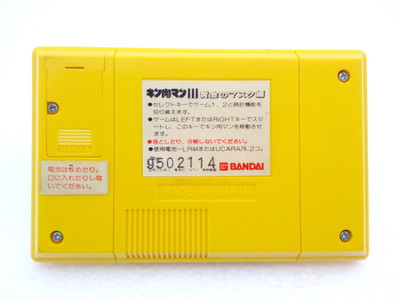 キン肉マンIII 黄金のマスク編
●セレクトキーでゲーム1、2と時計機能を
切り換えます。
●ゲームはLEFTまたはRIGHTキーでスタ
ートし、このキーでキン肉マンを移動させ
ます。
●落としたり、分解しないでください。
●使用電池－LR44またはUCARA76、2コ。
9502114
BANDAI
電池はなめたり、
口に入れたりしな
いでください。
MADE IN JAPAN